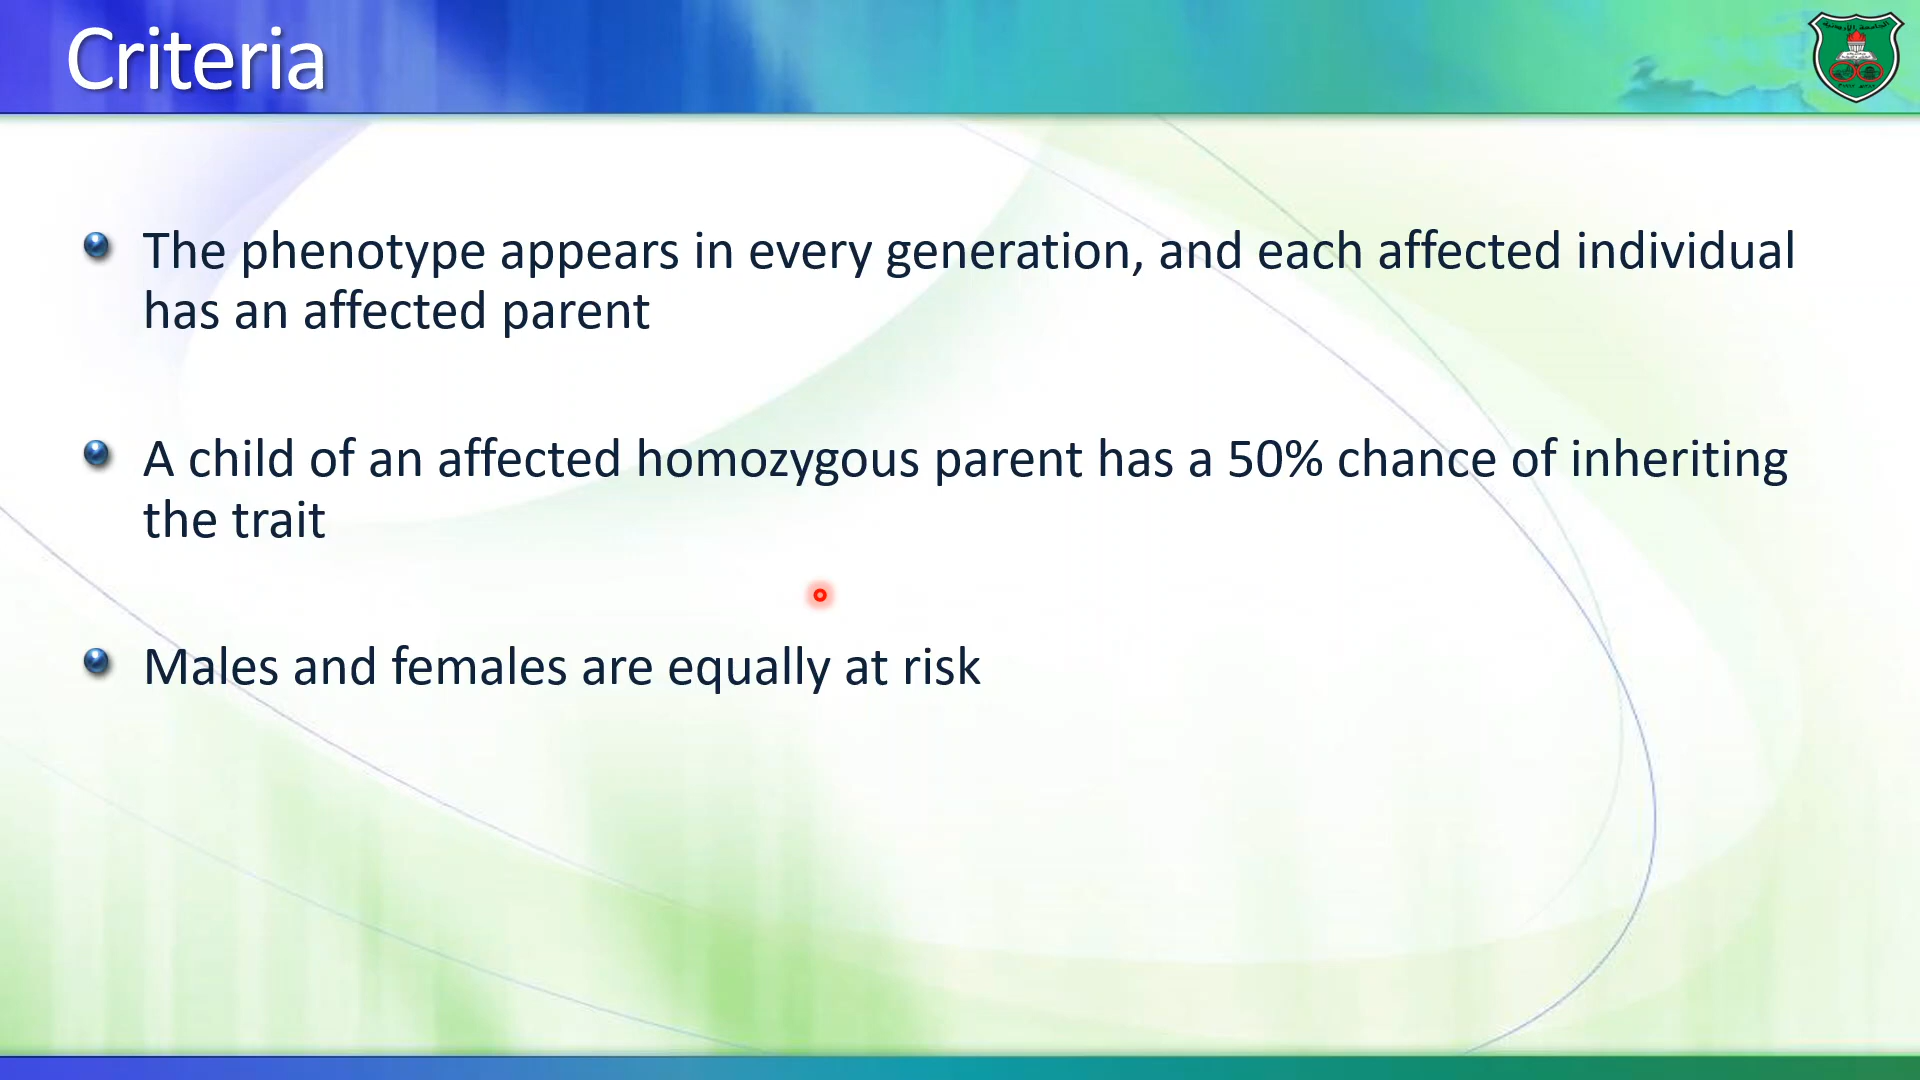 Criteria
The phenotype appears in every generation, and each affected individual
has an affected parent
A child of an affected homozygous parent has a 50% chance of inheriting
the trait
Males and females are equally at risk